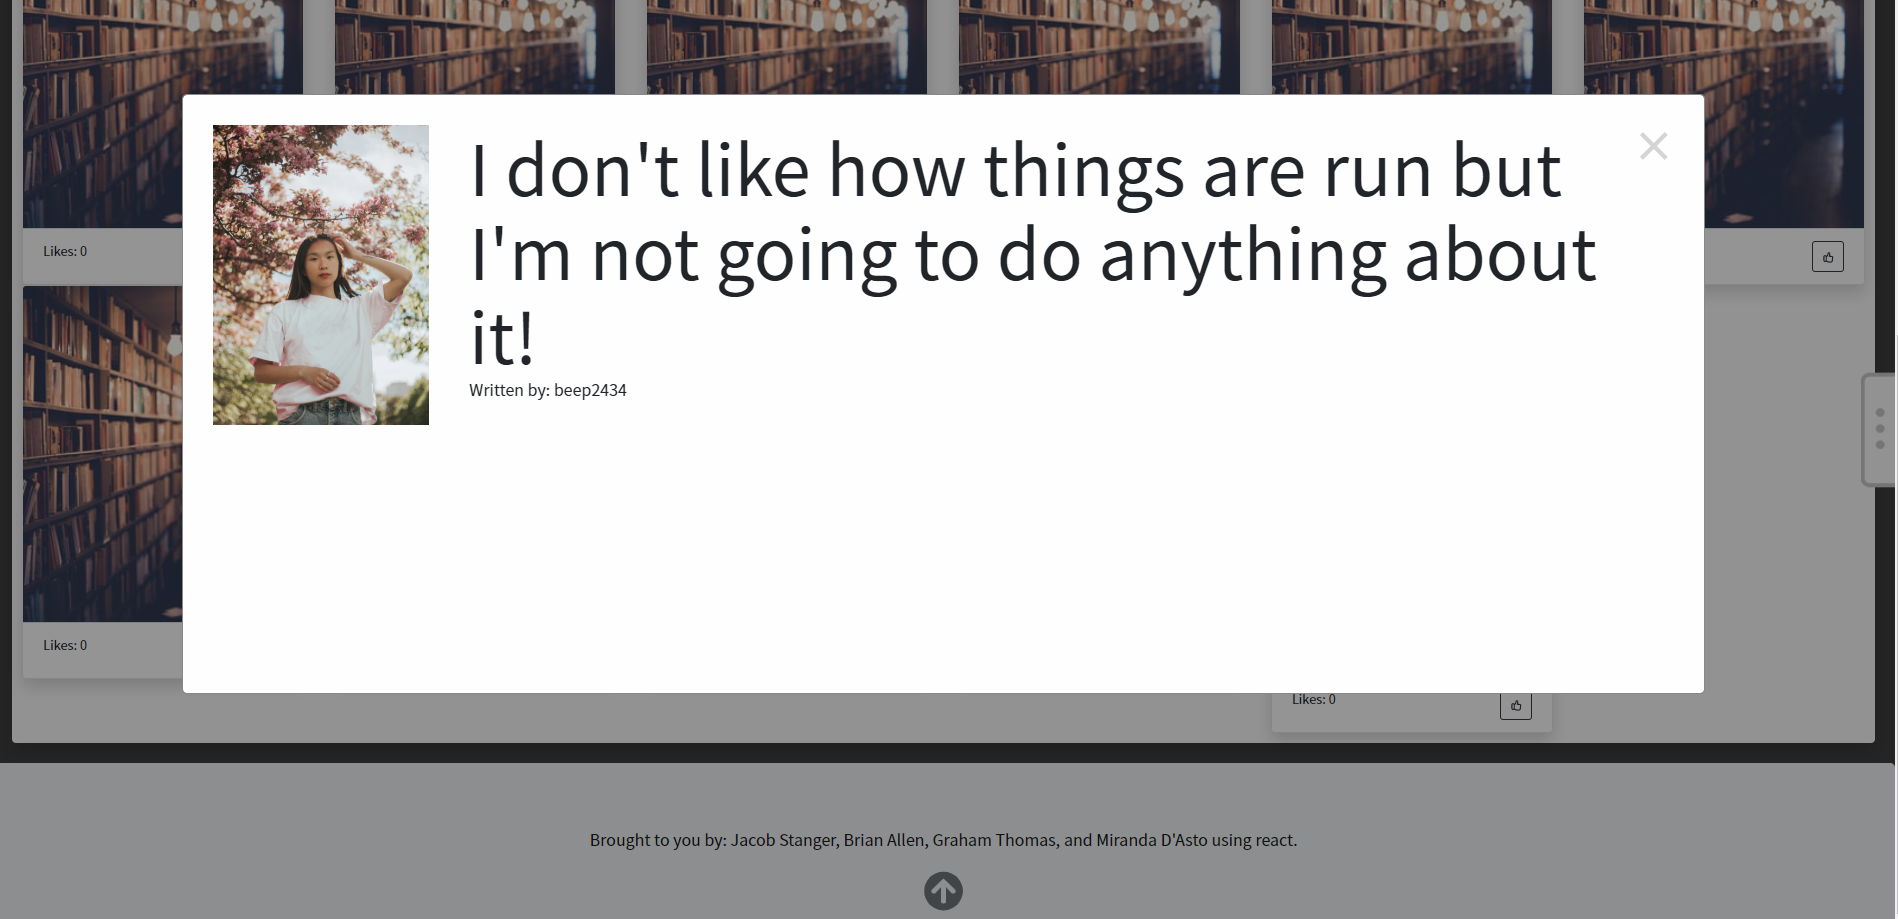 I don't like how things are run but
I'm not going to do anything about
it!
Written by: beep2434
Likes: 0
Likes: 0
Likes: 0
Brought to you by: Jacob Stanger, Brian Allen, Graham Thomas, and Miranda D'Asto using react.